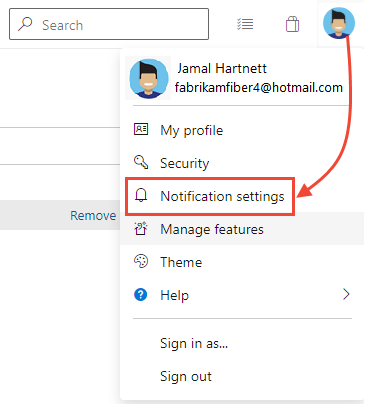 Search
Jamal Hartnett
fabrikamfiber4@hotmail.com
My profile
Security
Notification settings
Remove
Manage features
Theme
Help
Sign in as...
Sign out